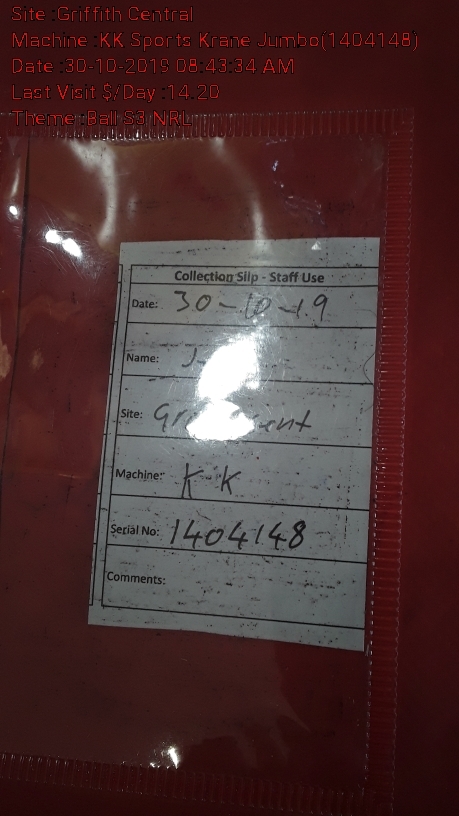 Site :Griffith Central
Machine :KK Sports Krane Jumbo(1404148)
Date :30-10-2019 08:43:34 AM
Last Visit $/Day :14.20
Theme :Ball S3 NRL
Collection Slip - Staff Use
Date: 30-10-19
Name:
Site:
Machine: KK
Serial No: 1404148
Comments: